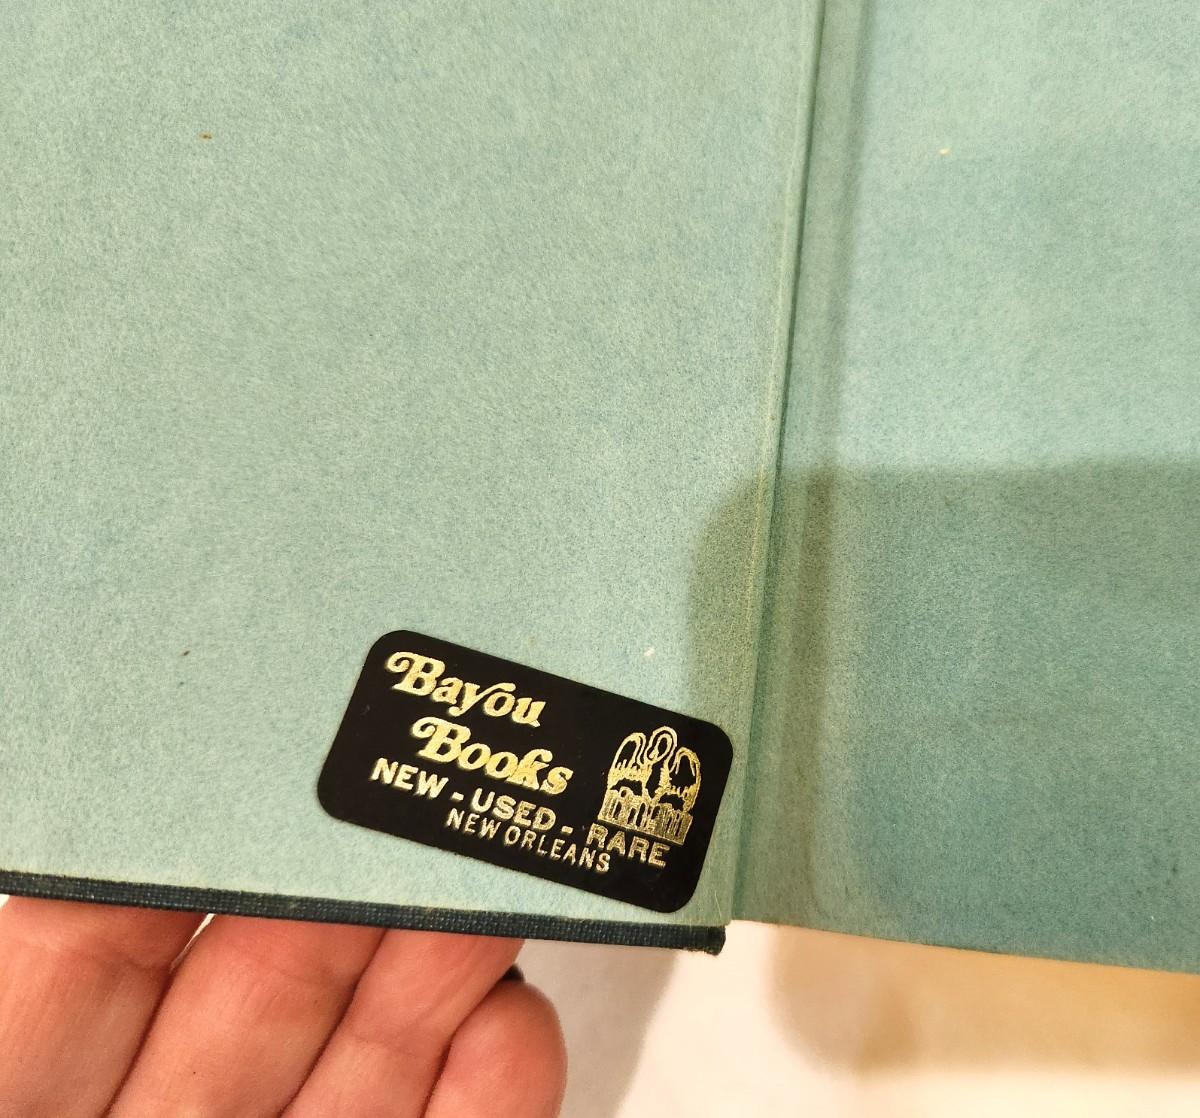 Bayou
Books
NEW - USED - RARE
NEW ORLEANS